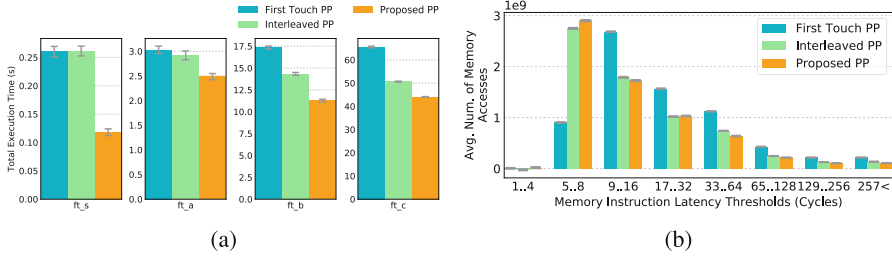 First Touch PP
Interleaved PP
Proposed PP
Total Execution Time (s)
0.25
0.20
0.15
0.10
0.05
0.00
ft_s
3.0
2.5
2.0
1.5
1.0
0.5
0.0
ft_a
17.5
15.0
12.5
10.0
7.5
5.0
2.5
0.0
ft_b
60
50
40
30
20
10
0
ft_c
(a)
1e9
Avg. Num. of Memory
Accesses
3
2
1
0
First Touch PP
Interleaved PP
Proposed PP
1..4 5..8 9..16 17..32 33..64 65..128 129..256 257<
Memory Instruction Latency Thresholds (Cycles)
(b)